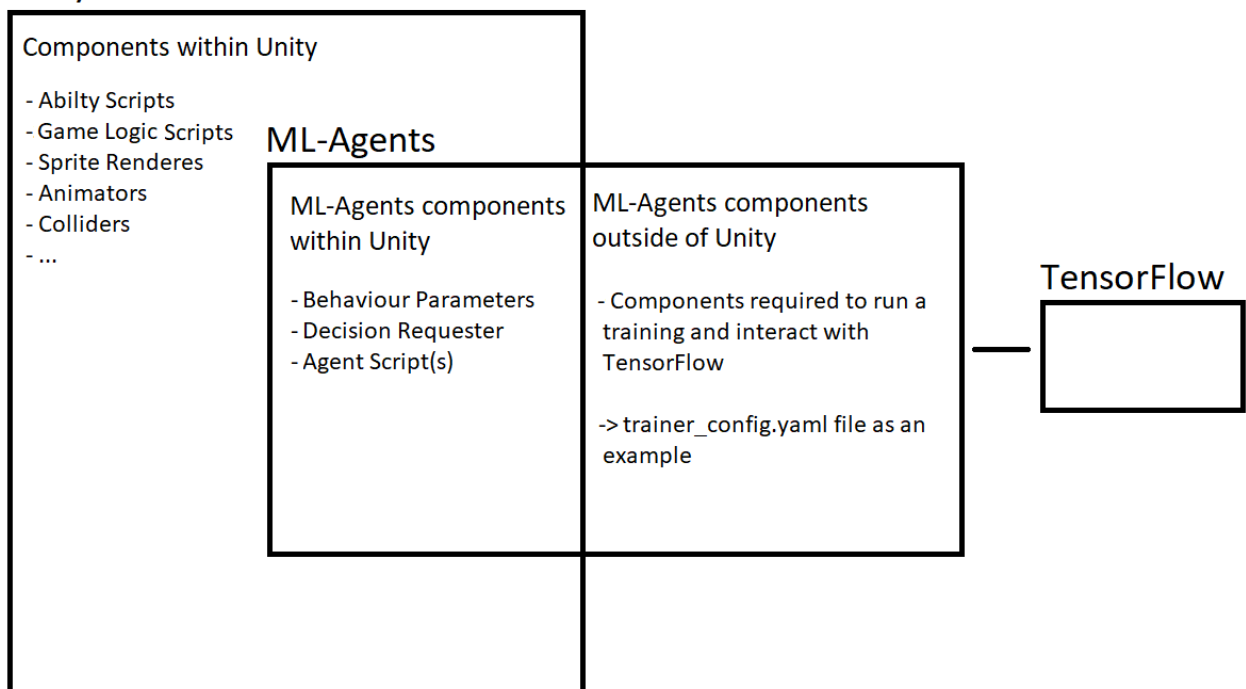 Components within Unity
- Abilty Scripts
- Game Logic Scripts
- Sprite Renderes
- Animators
- Colliders
- ...
ML-Agents
ML-Agents components
within Unity
- Behaviour Parameters
- Decision Requester
- Agent Script(s)
ML-Agents components
outside of Unity
- Components required to run a
training and interact with
TensorFlow
-> trainer_config.yaml file as an
example
TensorFlow